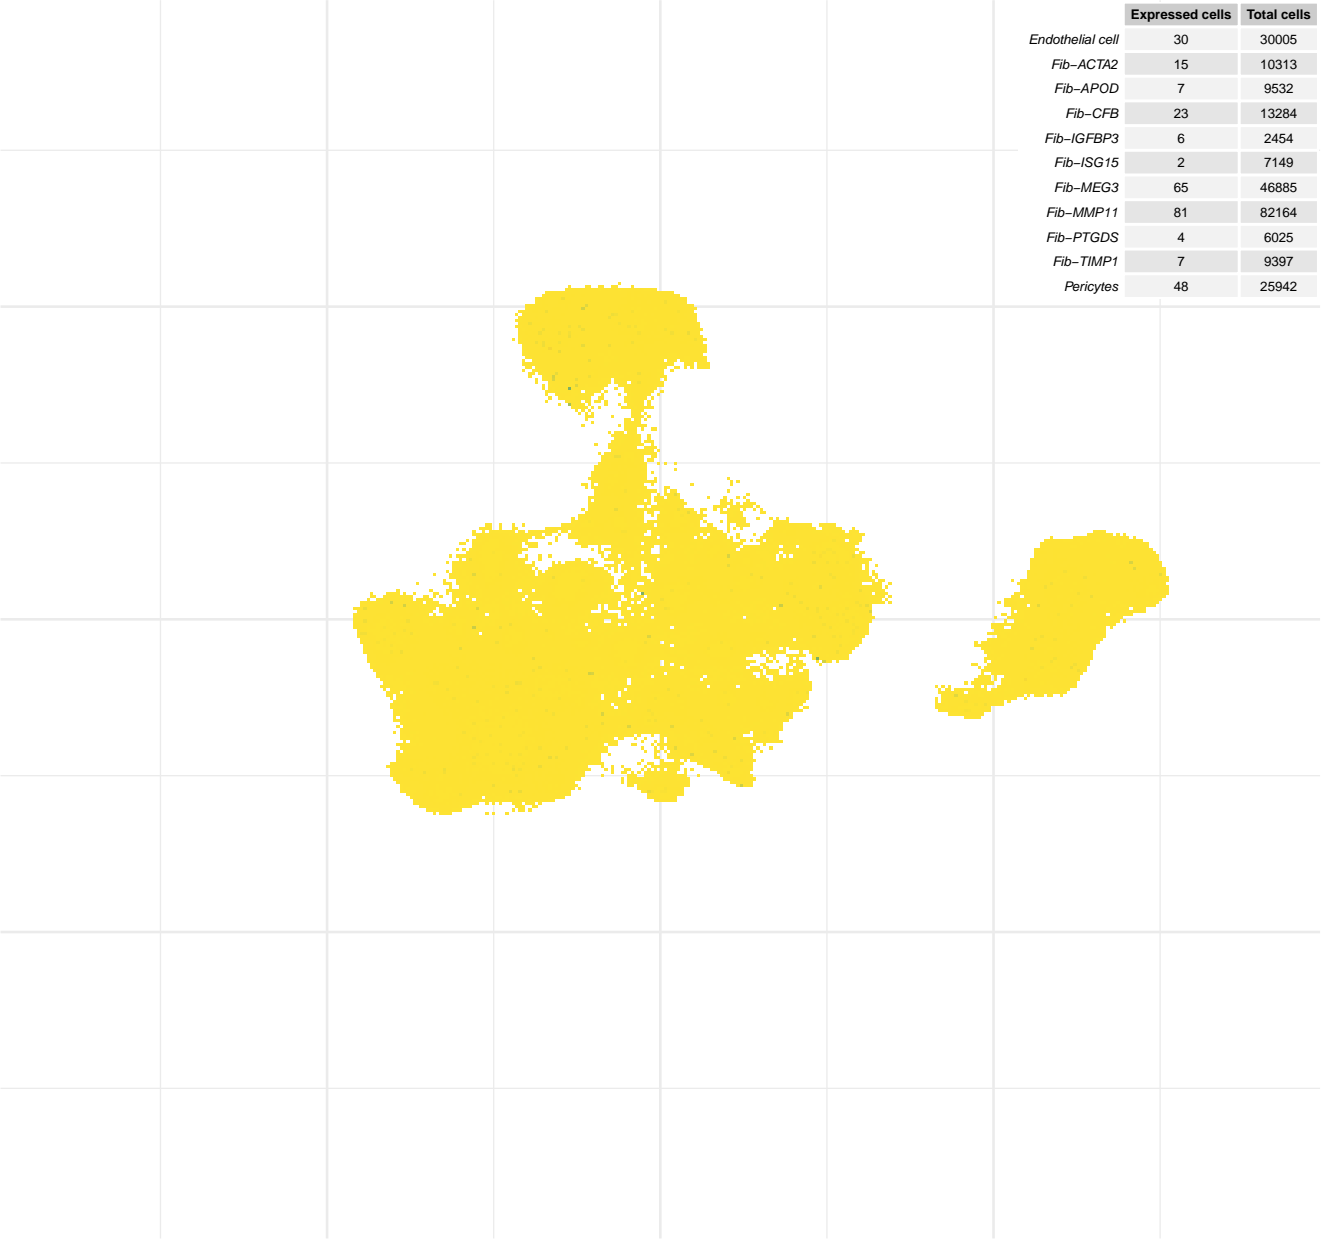 Expressed cells Total cells
Endothelial cell 30 30005
Fib−ACTA2 15 10313
Fib−APOD 7 9532
Fib−CFB 23 13284
Fib−IGFBP3 6 2454
Fib−ISG15 2 7149
Fib−MEG3 65 46885
Fib−MMP11 81 82164
Fib−PTGDS 4 6025
Fib−TIMP1 7 9397
Pericytes 48 25942